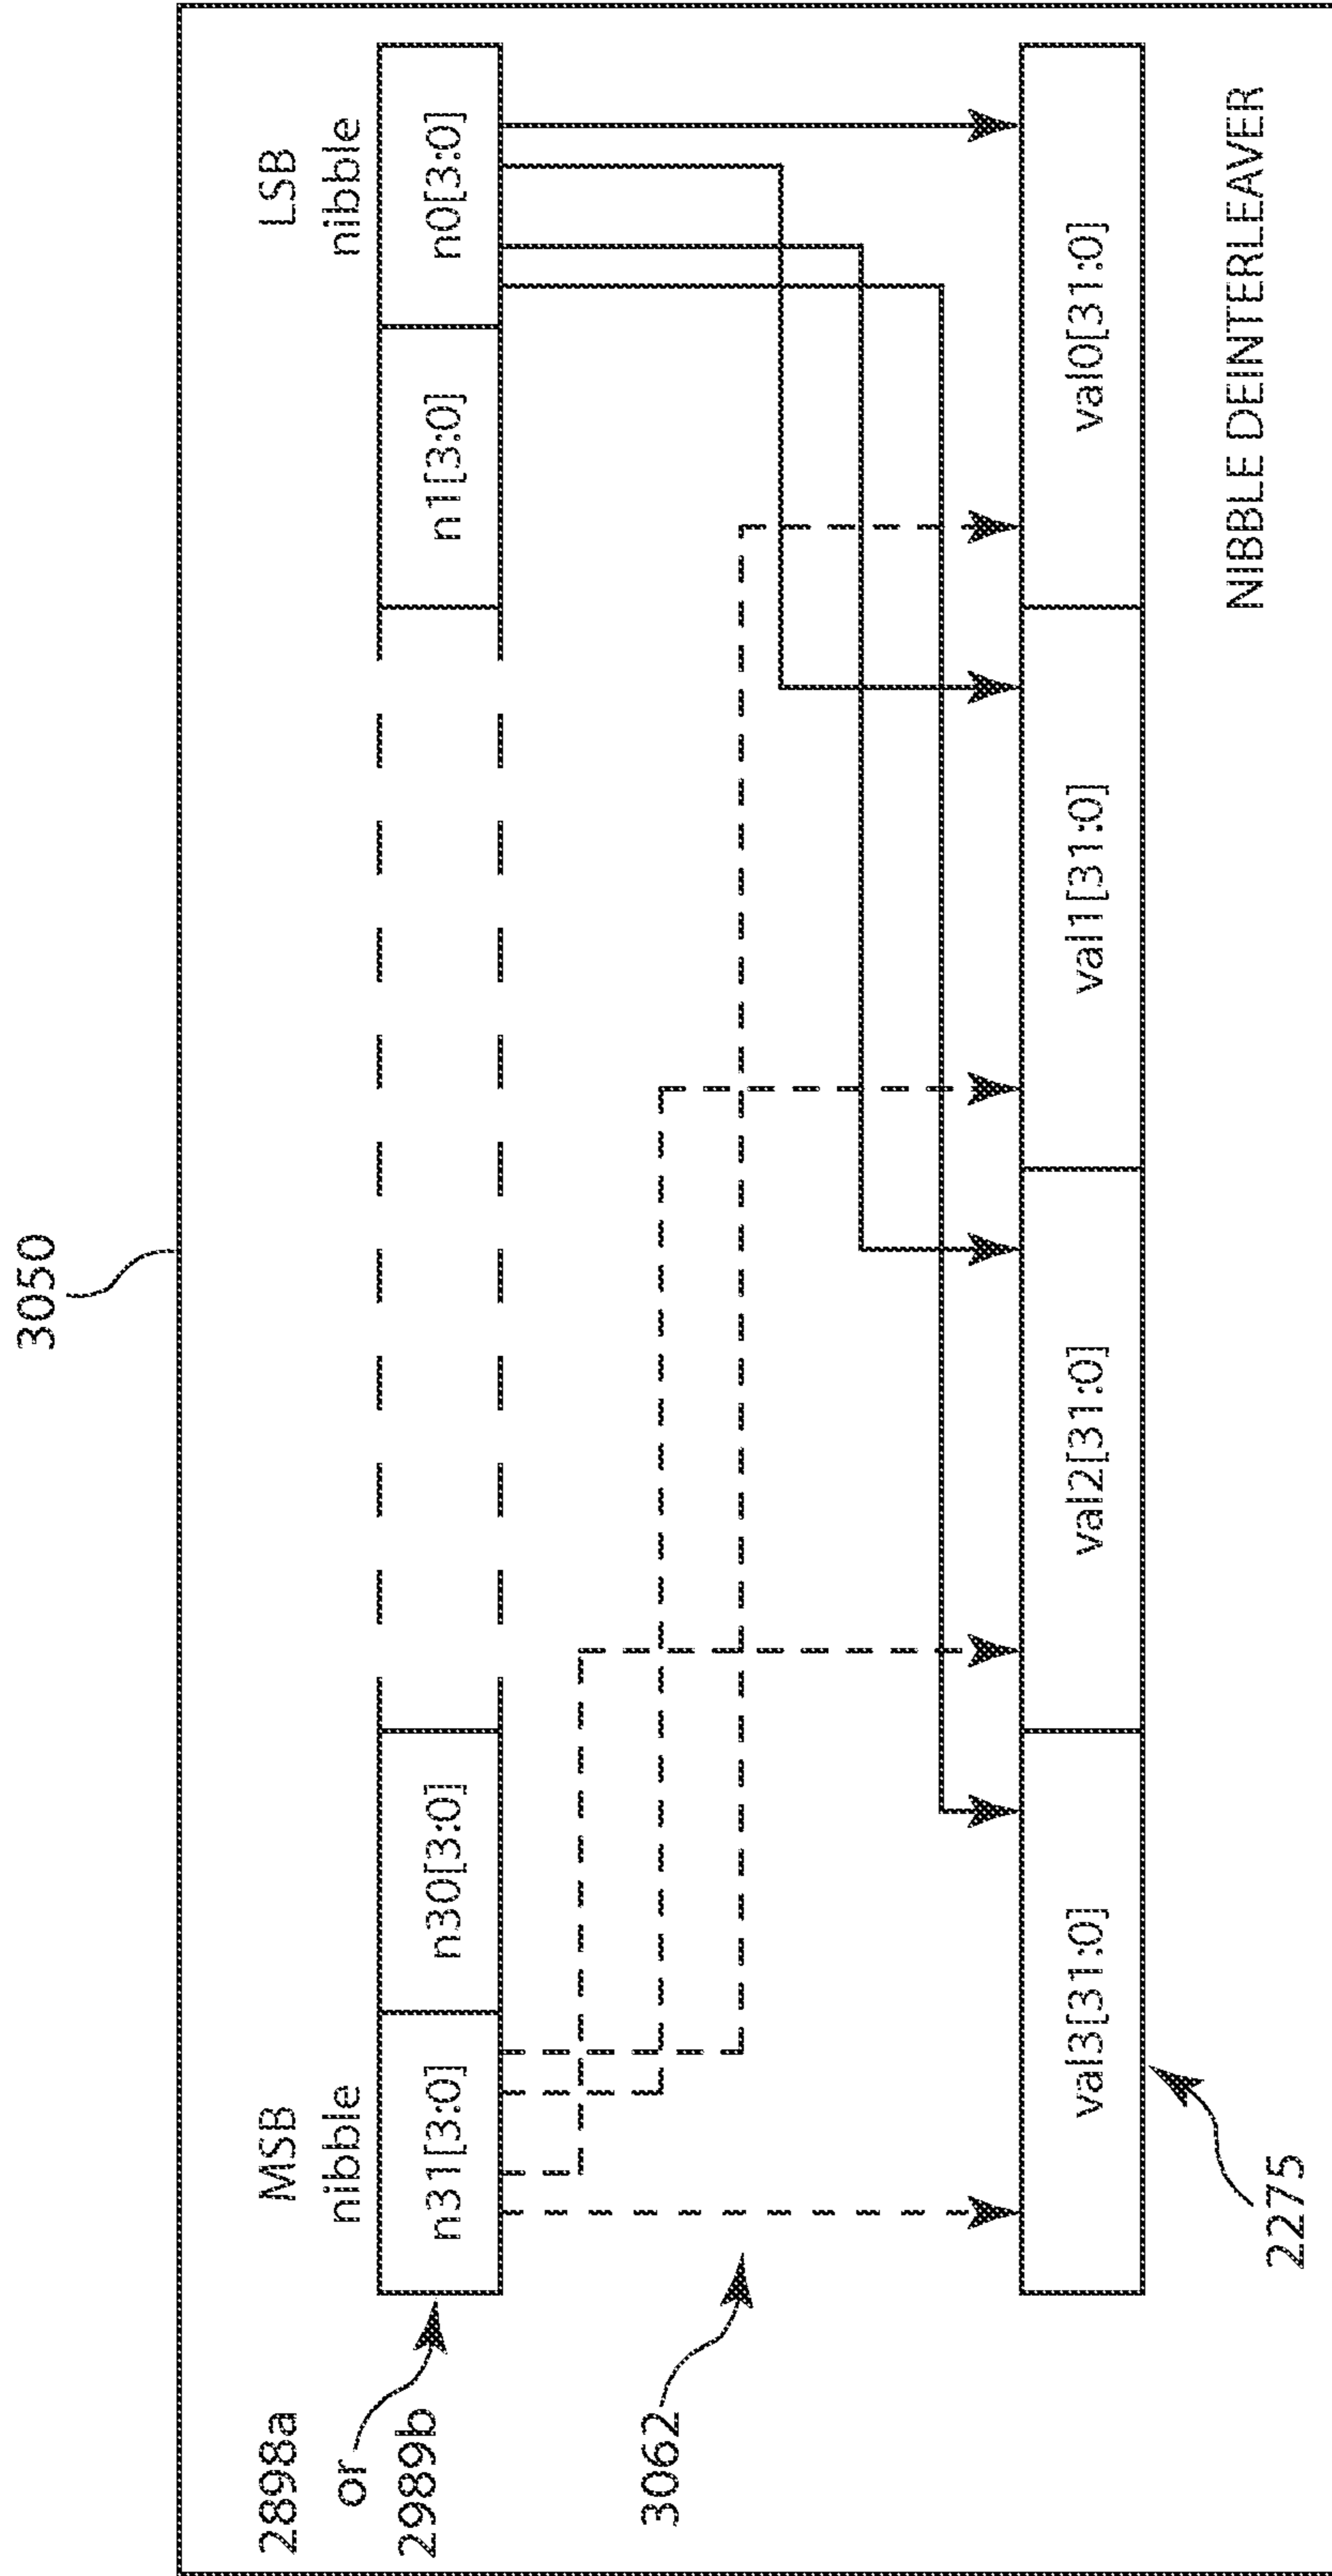 3050
2898a
or
2989b
MSB
nibble
LSB
nibble
n31[3:0]
n30[3:0]
n1[3:0]
n0[3:0]
3062
val3[31:0]
val2[31:0]
val1[31:0]
val0[31:0]
2275
NIBBLE DEINTERLEAVER